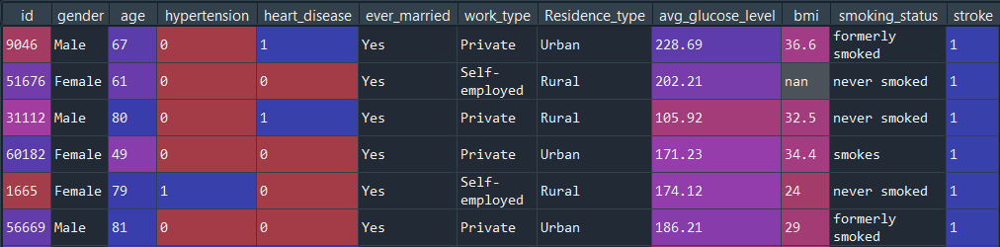 id gender age hypertension heart_disease ever_married work_type Residence_type avg_glucose_level bmi smoking_status stroke
9046 Male 67 0 1 Yes Private Urban 228.69 36.6 formerly smoked 1
51676 Female 61 0 0 Yes Self-employed Rural 202.21 nan never smoked 1
31112 Male 80 0 1 Yes Private Rural 105.92 32.5 never smoked 1
60182 Female 49 0 0 Yes Private Urban 171.23 34.4 smokes 1
1665 Female 79 1 0 Yes Self-employed Rural 174.12 24 never smoked 1
56669 Male 81 0 0 Yes Private Urban 186.21 29 formerly smoked 1